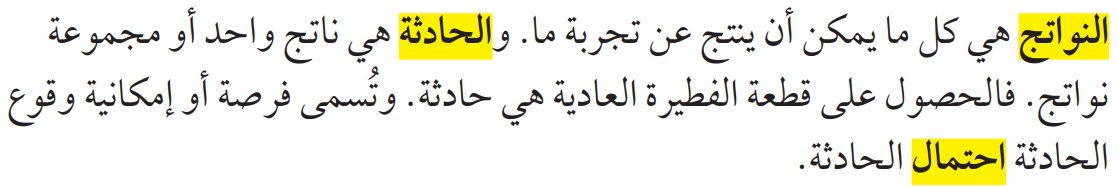 النواتج هي كل ما يمكن أن ينتج عن تجربة ما. والحادثة هي ناتج واحد أو مجموعة
نواتج. فالحصول على قطعة الفطيرة العادية هي حادثة. وتُسمى فرصة أو إمكانية وقوع
الحادثة احتمال الحادثة.